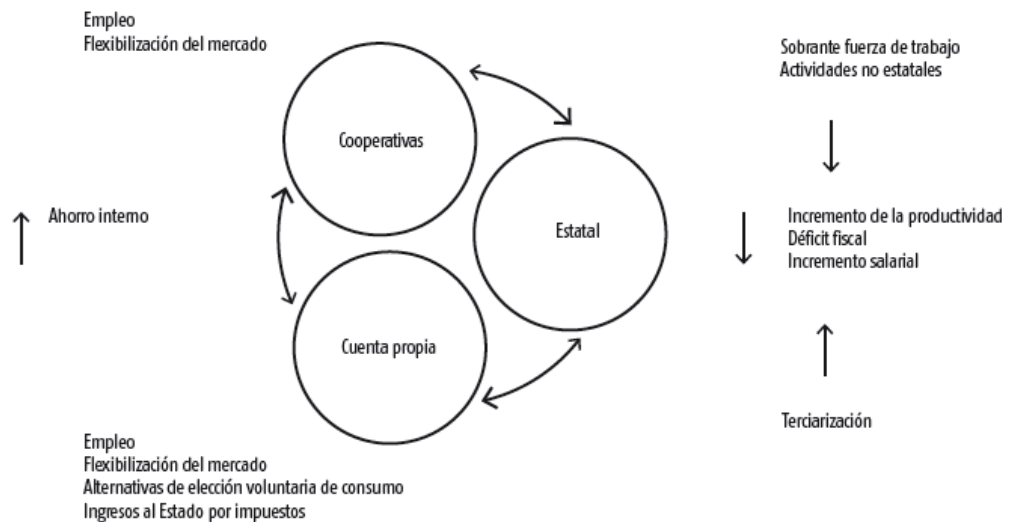 Empleo
Flexibilización del mercado
Sobrante fuerza de trabajo
Actividades no estatales
Cooperativas
Ahorro interno
Estatal
Incremento de la productividad
Déficit fiscal
Incremento salarial
Cuenta propia
Terciarización
Empleo
Flexibilización del mercado
Alternativas de elección voluntaria de consumo
Ingresos al Estado por impuestos